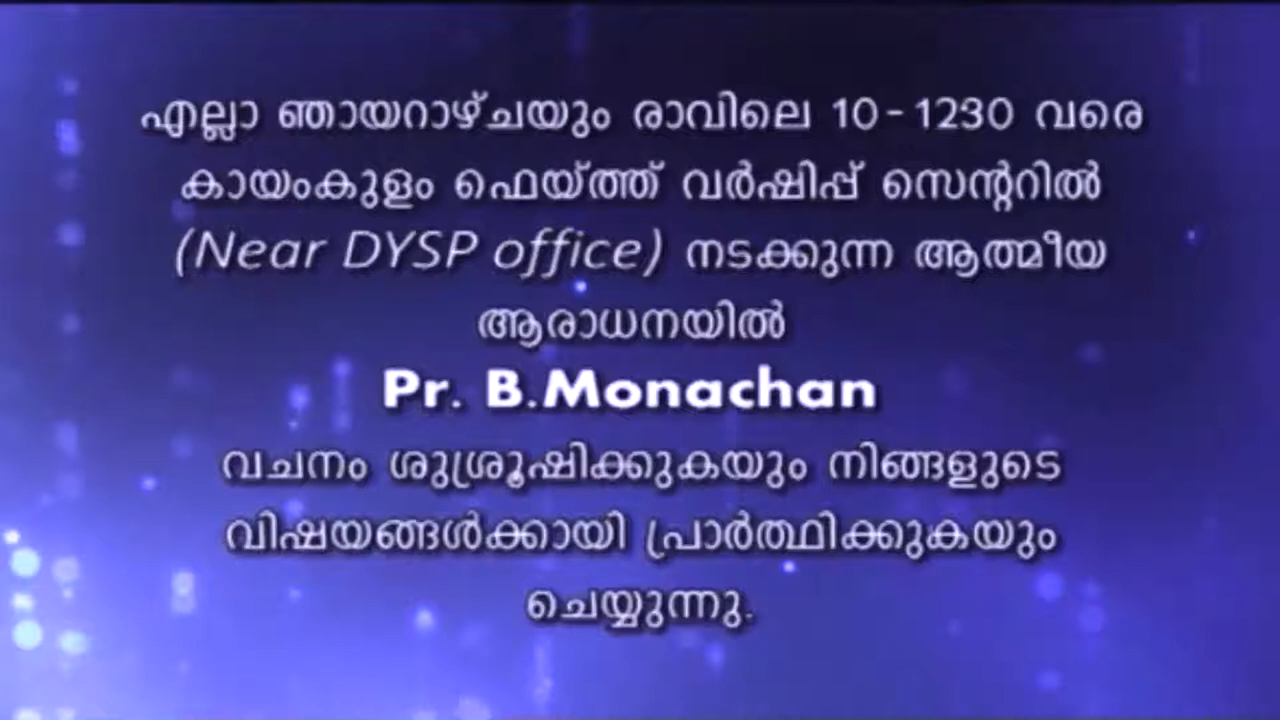 എല്ലാ ഞായറാഴ്ചയും രാവിലെ 10-1230 വരെ
കായംകുളം ഫെയ്ത്ത് വർഷിപ്പ് സെന്ററിൽ
(Near DYSP office) നടക്കുന്ന ആത്മീയ
ആരാധനയിൽ
Pr. B.Monachan
വചനം ശുശ്രൂഷിക്കുകയും നിങ്ങളുടെ
വിഷയങ്ങൾക്കായി പ്രാർത്ഥിക്കുകയും
ചെയ്യുന്നു.